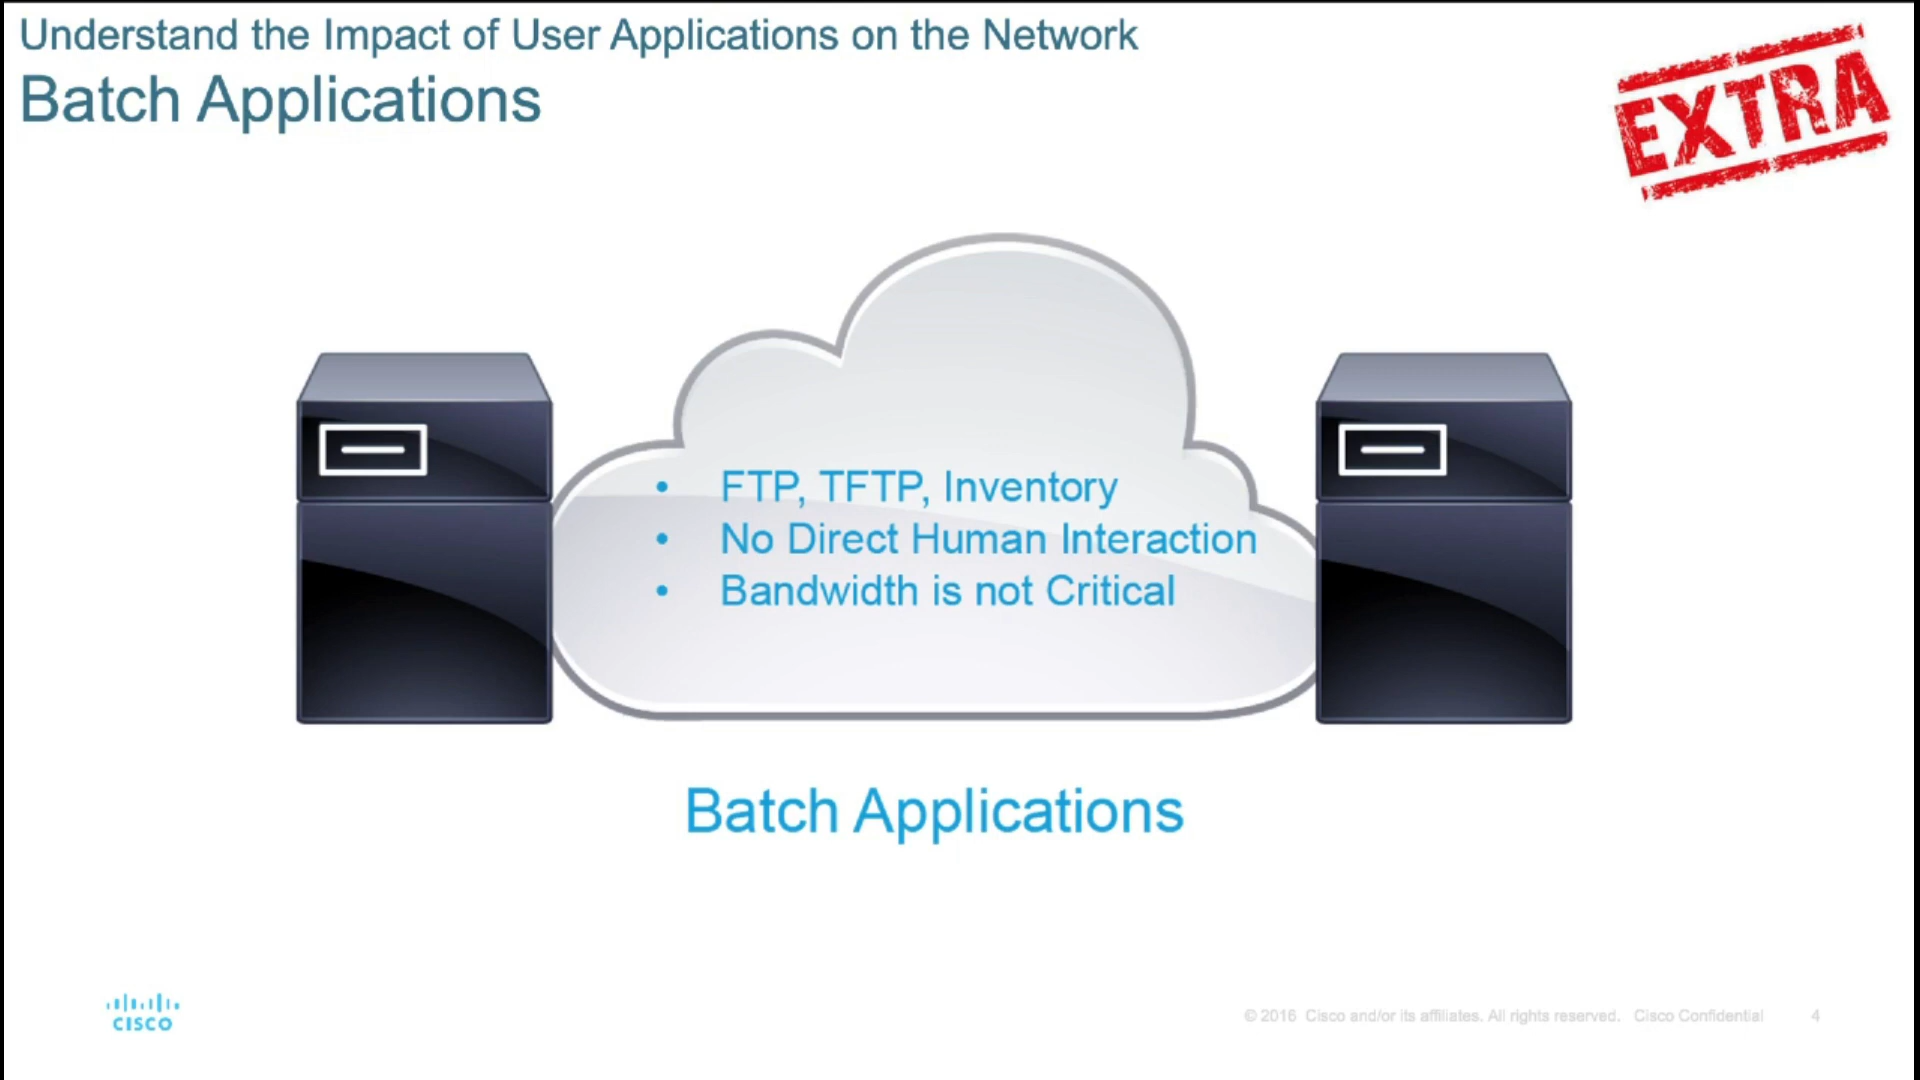 Understand the Impact of User Applications on the Network
Batch Applications
EXTRA
• FTP, TFTP, Inventory
• No Direct Human Interaction
• Bandwidth is not Critical
Batch Applications
CISCO
© 2016 Cisco and/or its affiliates. All rights reserved. Cisco Confidential 4